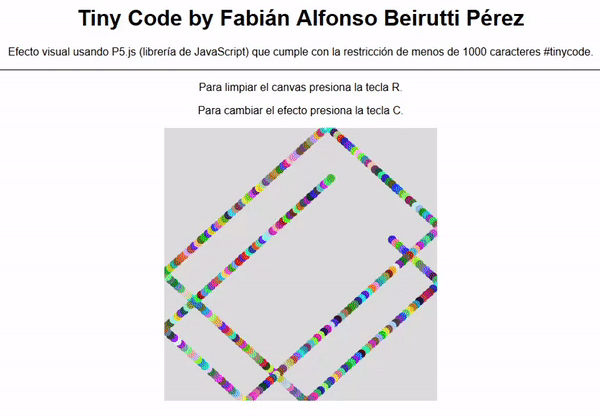 Tiny Code by Fabián Alfonso Beirutti Pérez
Efecto visual usando P5.js (librería de JavaScript) que cumple con la restricción de menos de 1000 caracteres #tinycode.
Para limpiar el canvas presiona la tecla R.
Para cambiar el efecto presiona la tecla C.